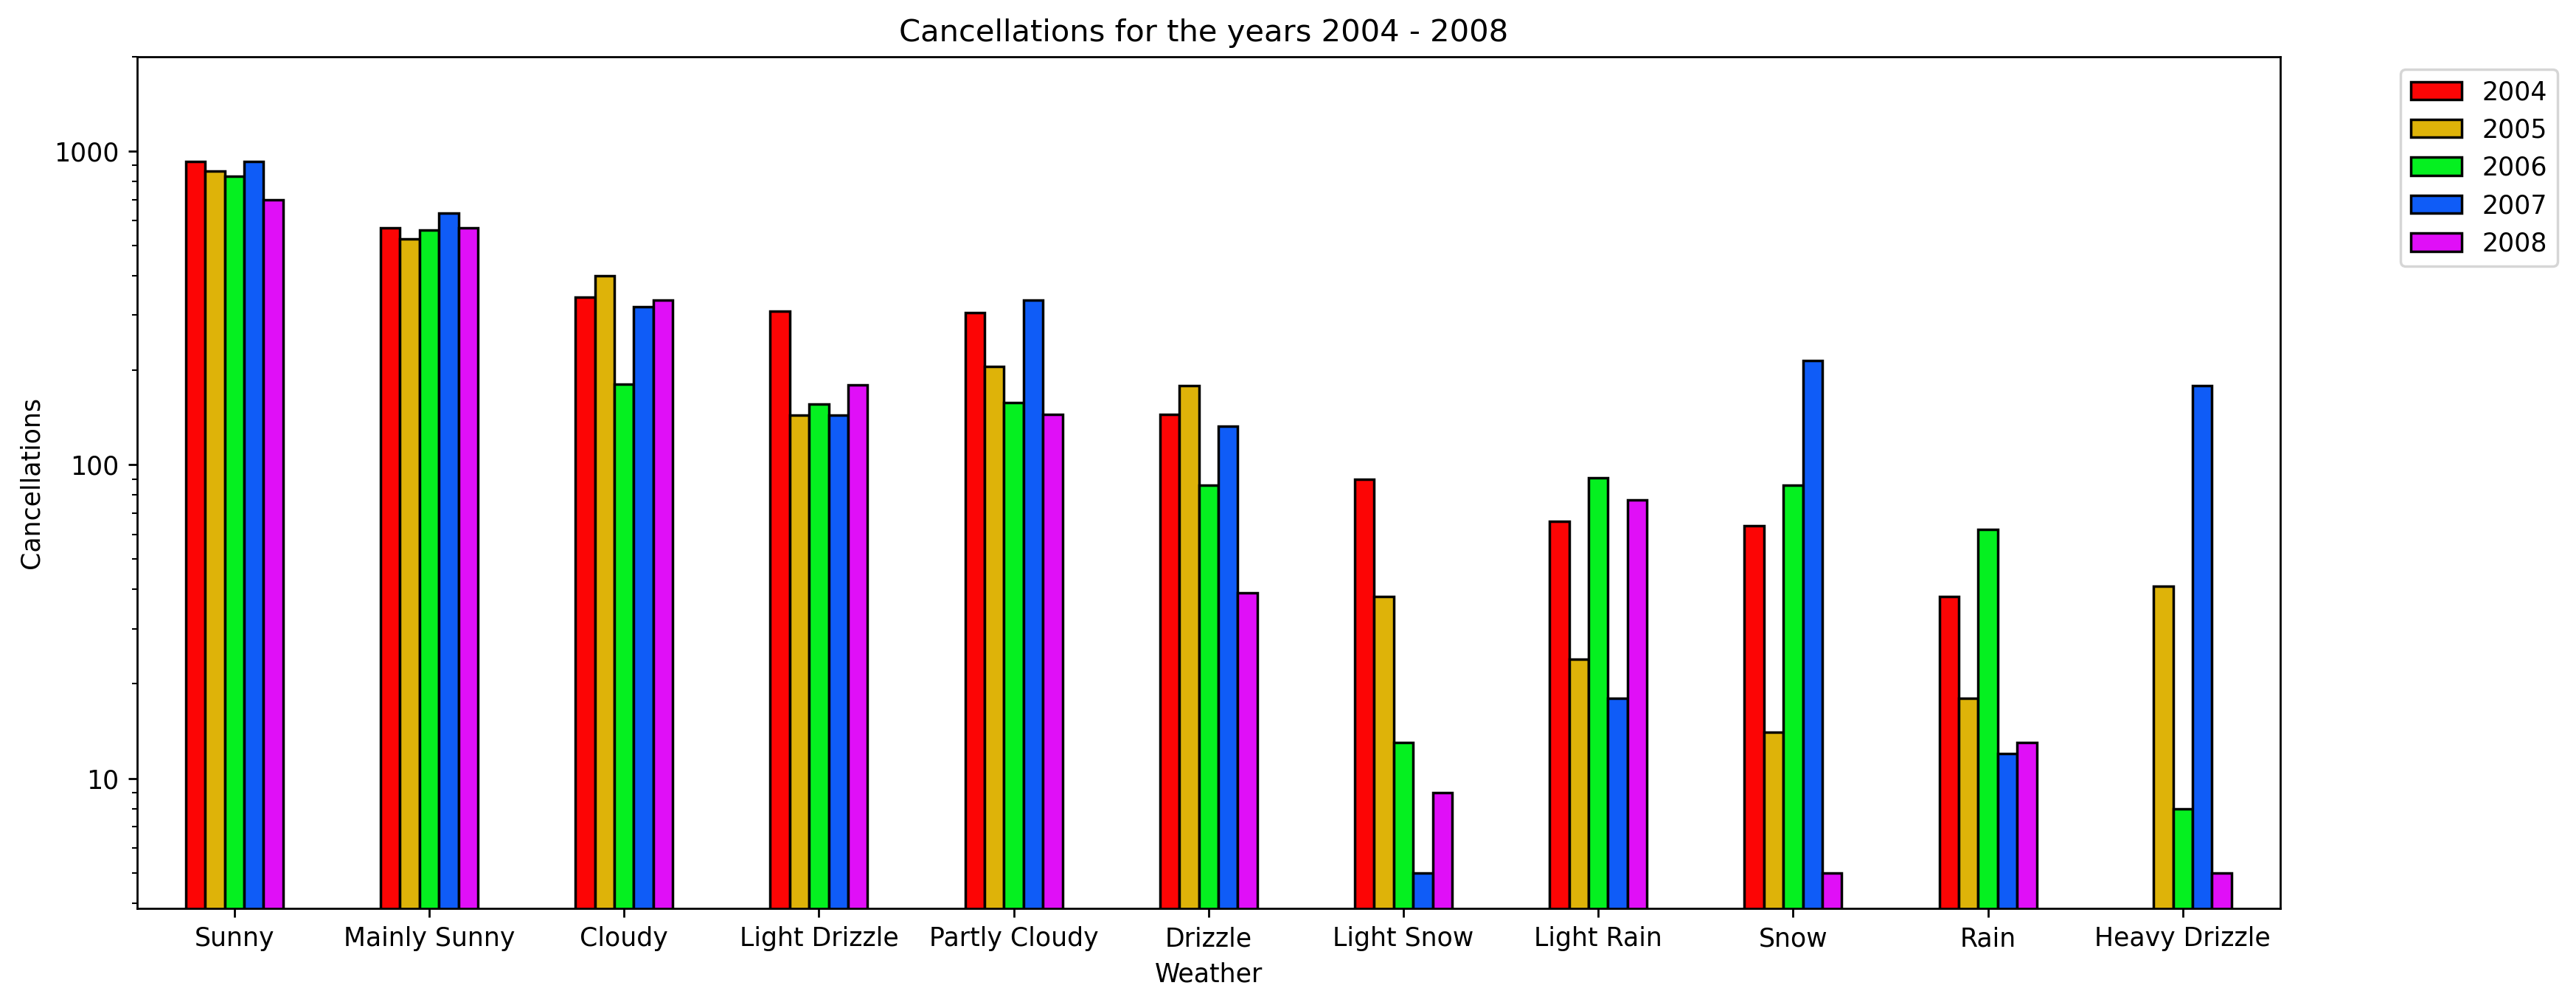 Cancellations for the years 2004 - 2008
1000
100
10
Cancellations
Sunny
Mainly Sunny
Cloudy
Light Drizzle
Partly Cloudy
Drizzle
Light Snow
Light Rain
Snow
Rain
Heavy Drizzle
Weather
2004
2005
2006
2007
2008